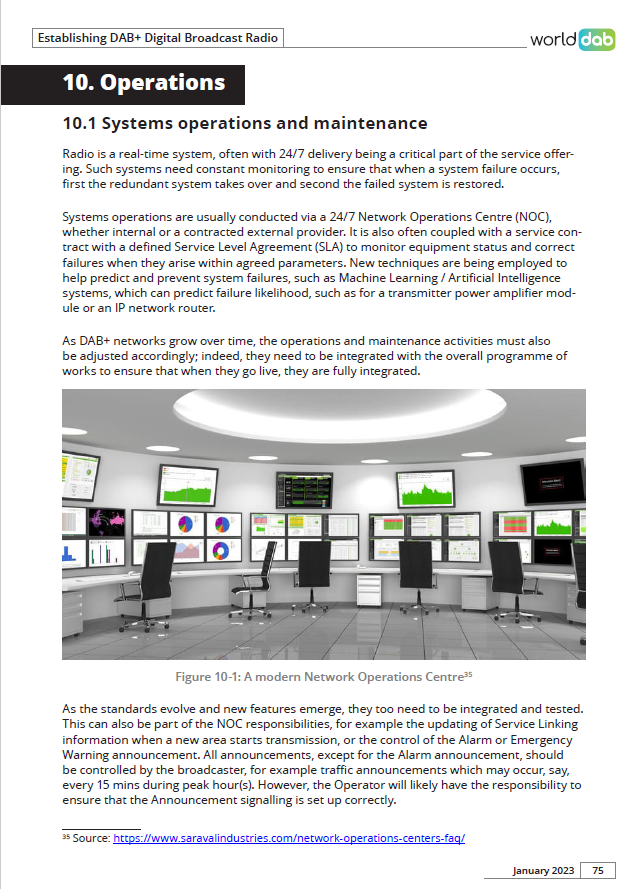 Establishing DAB+ Digital Broadcast Radio
world dab
10. Operations
10.1 Systems operations and maintenance
Radio is a real-time system, often with 24/7 delivery being a critical part of the service offer-
ing. Such systems need constant monitoring to ensure that when a system failure occurs,
first the redundant system takes over and second the failed system is restored.
Systems operations are usually conducted via a 24/7 Network Operations Centre (NOC),
whether internal or a contracted external provider. It is also often coupled with a service con-
tract with a defined Service Level Agreement (SLA) to monitor equipment status and correct
failures when they arise within agreed parameters. New techniques are being employed to
help predict and prevent system failures, such as Machine Learning / Artificial Intelligence
systems, which can predict failure likelihood, such as for a transmitter power amplifier mod-
ule or an IP network router.
As DAB+ networks grow over time, the operations and maintenance activities must also
be adjusted accordingly; indeed, they need to be integrated with the overall programme of
works to ensure that when they go live, they are fully integrated.
Figure 10-1: A modern Network Operations Centre³⁵
As the standards evolve and new features emerge, they too need to be integrated and tested.
This can also be part of the NOC responsibilities, for example the updating of Service Linking
information when a new area starts transmission, or the control of the Alarm or Emergency
Warning announcement. All announcements, except for the Alarm announcement, should
be controlled by the broadcaster, for example traffic announcements which may occur, say,
every 15 mins during peak hour(s). However, the Operator will likely have the responsibility to
ensure that the Announcement signalling is set up correctly.
³⁵ Source: https://www.saravalindustries.com/network-operations-centers-faq/
January 2023 75